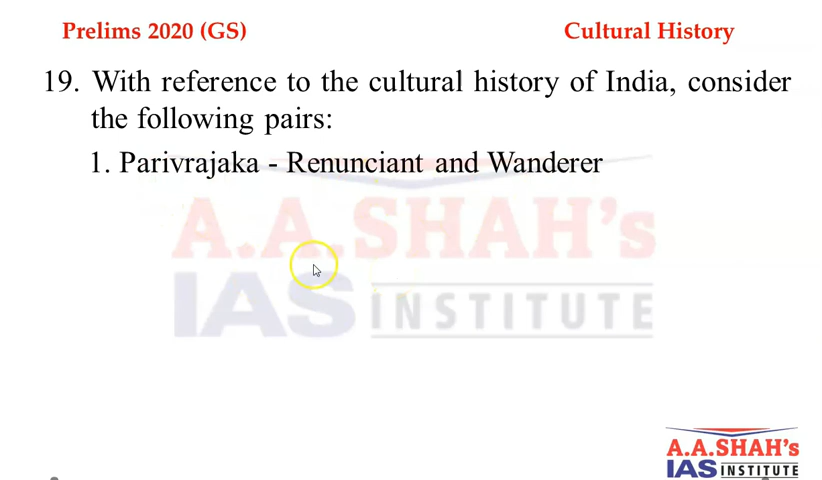 Prelims 2020 (GS)
Cultural History
19. With reference to the cultural history of India, consider
the following pairs:
1. Parivrajaka - Renunciant and Wanderer
A.A.SHAH's
IAS INSTITUTE
A.A.SHAH's
IAS INSTITUTE